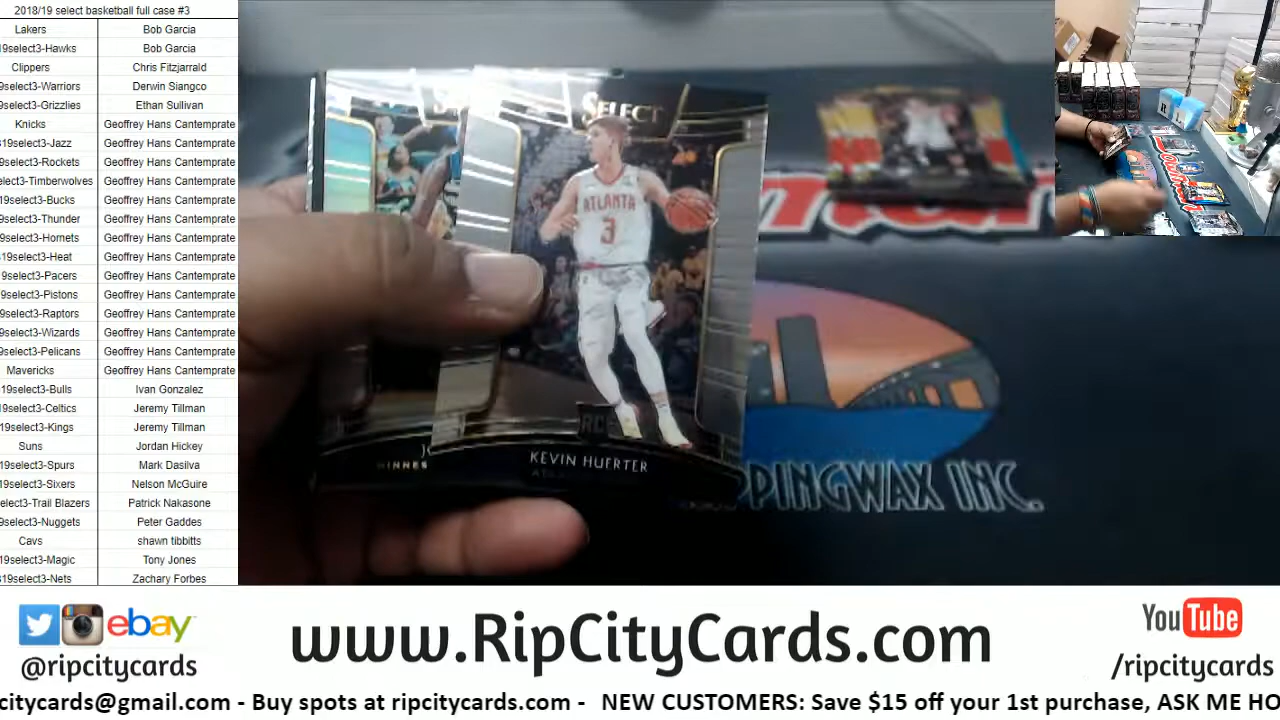 2018/19 select basketball full case #3
Lakers Bob Garcia
19select3-Hawks Bob Garcia
Clippers Chris Fitzjarrald
9select3-Warriors Derwin Siangco
9select3-Grizzlies Ethan Sullivan
Knicks Geoffrey Hans Cantemprate
19select3-Jazz Geoffrey Hans Cantemprate
19select3-Rockets Geoffrey Hans Cantemprate
elect3-Timberwolves Geoffrey Hans Cantemprate
19select3-Bucks Geoffrey Hans Cantemprate
9select3-Thunder Geoffrey Hans Cantemprate
9select3-Hornets Geoffrey Hans Cantemprate
19select3-Heat Geoffrey Hans Cantemprate
19select3-Pacers Geoffrey Hans Cantemprate
9select3-Pistons Geoffrey Hans Cantemprate
9select3-Raptors Geoffrey Hans Cantemprate
9select3-Wizards Geoffrey Hans Cantemprate
9select3-Pelicans Geoffrey Hans Cantemprate
Mavericks Geoffrey Hans Cantemprate
19select3-Bulls Ivan Gonzalez
19select3-Celtics Jeremy Tillman
19select3-Kings Jeremy Tillman
Suns Jordan Hickey
19select3-Spurs Mark Dasilva
19select3-Sixers Nelson McGuire
select3-Trail Blazers Patrick Nakasone
9select3-Nuggets Peter Gaddes
Cavs shawn tibbitts
19select3-Magic Tony Jones
19select3-Nets Zachary Forbes
SELECT
ATLANTA
3
RC
KEVIN HUERTER
MINNES
PPINGWAX INC.
ebay
@ripcitycards
www.RipCityCards.com
YouTube
/ripcitycards
citycards@gmail.com - Buy spots at ripcitycards.com - NEW CUSTOMERS: Save $15 off your 1st purchase, ASK ME HO